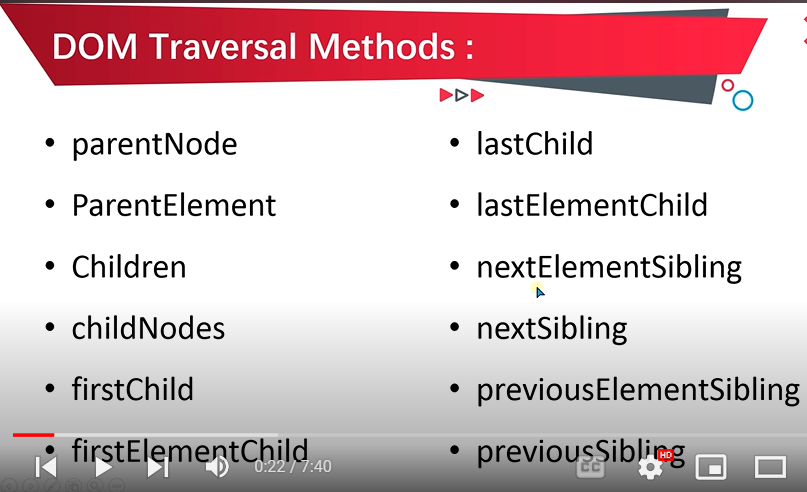 DOM Traversal Methods :
• parentNode
• ParentElement
• Children
• childNodes
• firstChild
• firstElementChild
• lastChild
• lastElementChild
• nextElementSibling
• nextSibling
• previousElementSibling
• previousSibling
0:22 / 7:40
CC
HD